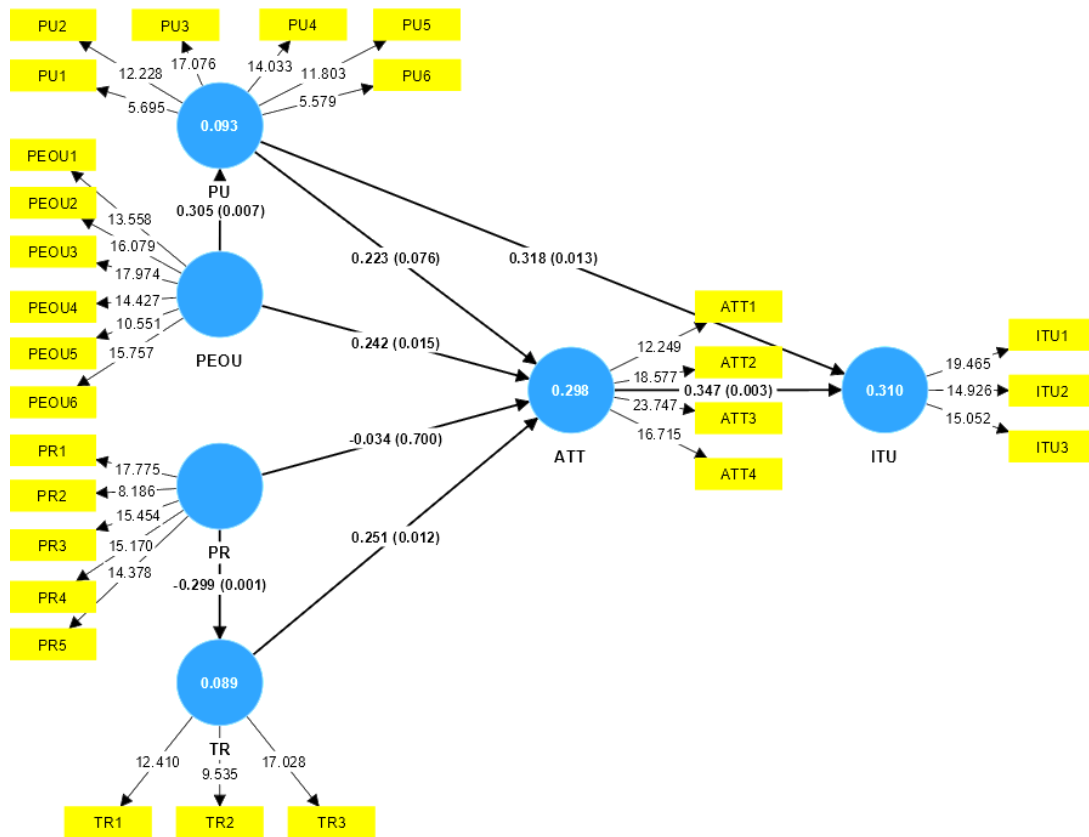 PU2
PU3
PU4
PU5
PU1
PU6
12.228
17.076
14.033
11.803
5.695
5.579
0.093
PU
0.305 (0.007)
PEOU1
PEOU2
PEOU3
PEOU4
PEOU5
PEOU6
13.558
16.079
17.974
14.427
10.551
15.757
PEOU
0.223 (0.076)
0.318 (0.013)
0.242 (0.015)
-0.034 (0.700)
0.251 (0.012)
PR1
PR2
PR3
PR4
PR5
17.775
8.186
15.454
15.170
14.378
PR
-0.299 (0.001)
0.089
TR
12.410
9.535
17.028
TR1
TR2
TR3
0.298
ATT
ATT1
ATT2
ATT3
ATT4
12.249
18.577
0.347 (0.003)
23.747
16.715
0.310
ITU
19.465
14.926
15.052
ITU1
ITU2
ITU3